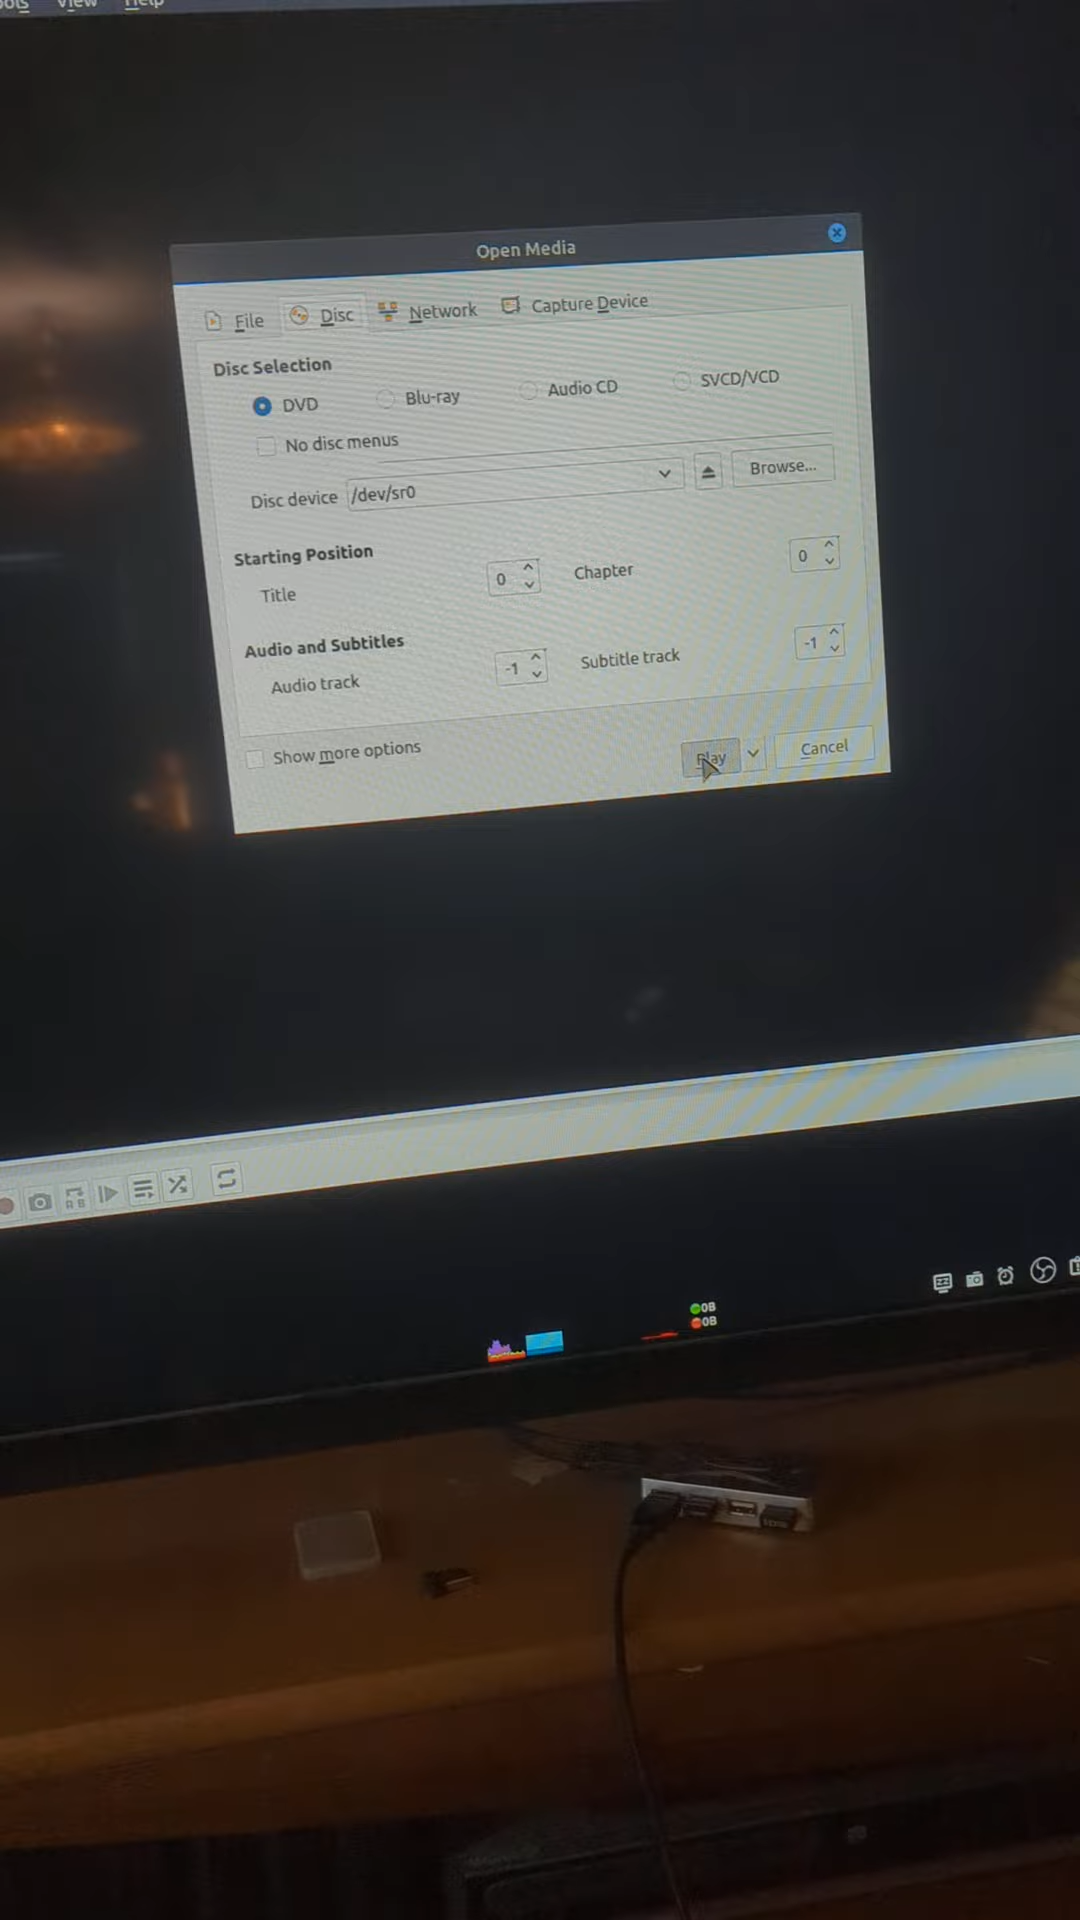 View Help
Open Media
File Disc Network Capture Device
Disc Selection
DVD Blu-ray Audio CD SVCD/VCD
No disc menus
Disc device /dev/sr0 Browse...
Starting Position
Title 0 Chapter 0
Audio and Subtitles
Audio track -1 Subtitle track -1
Show more options Play Cancel
0B
0B